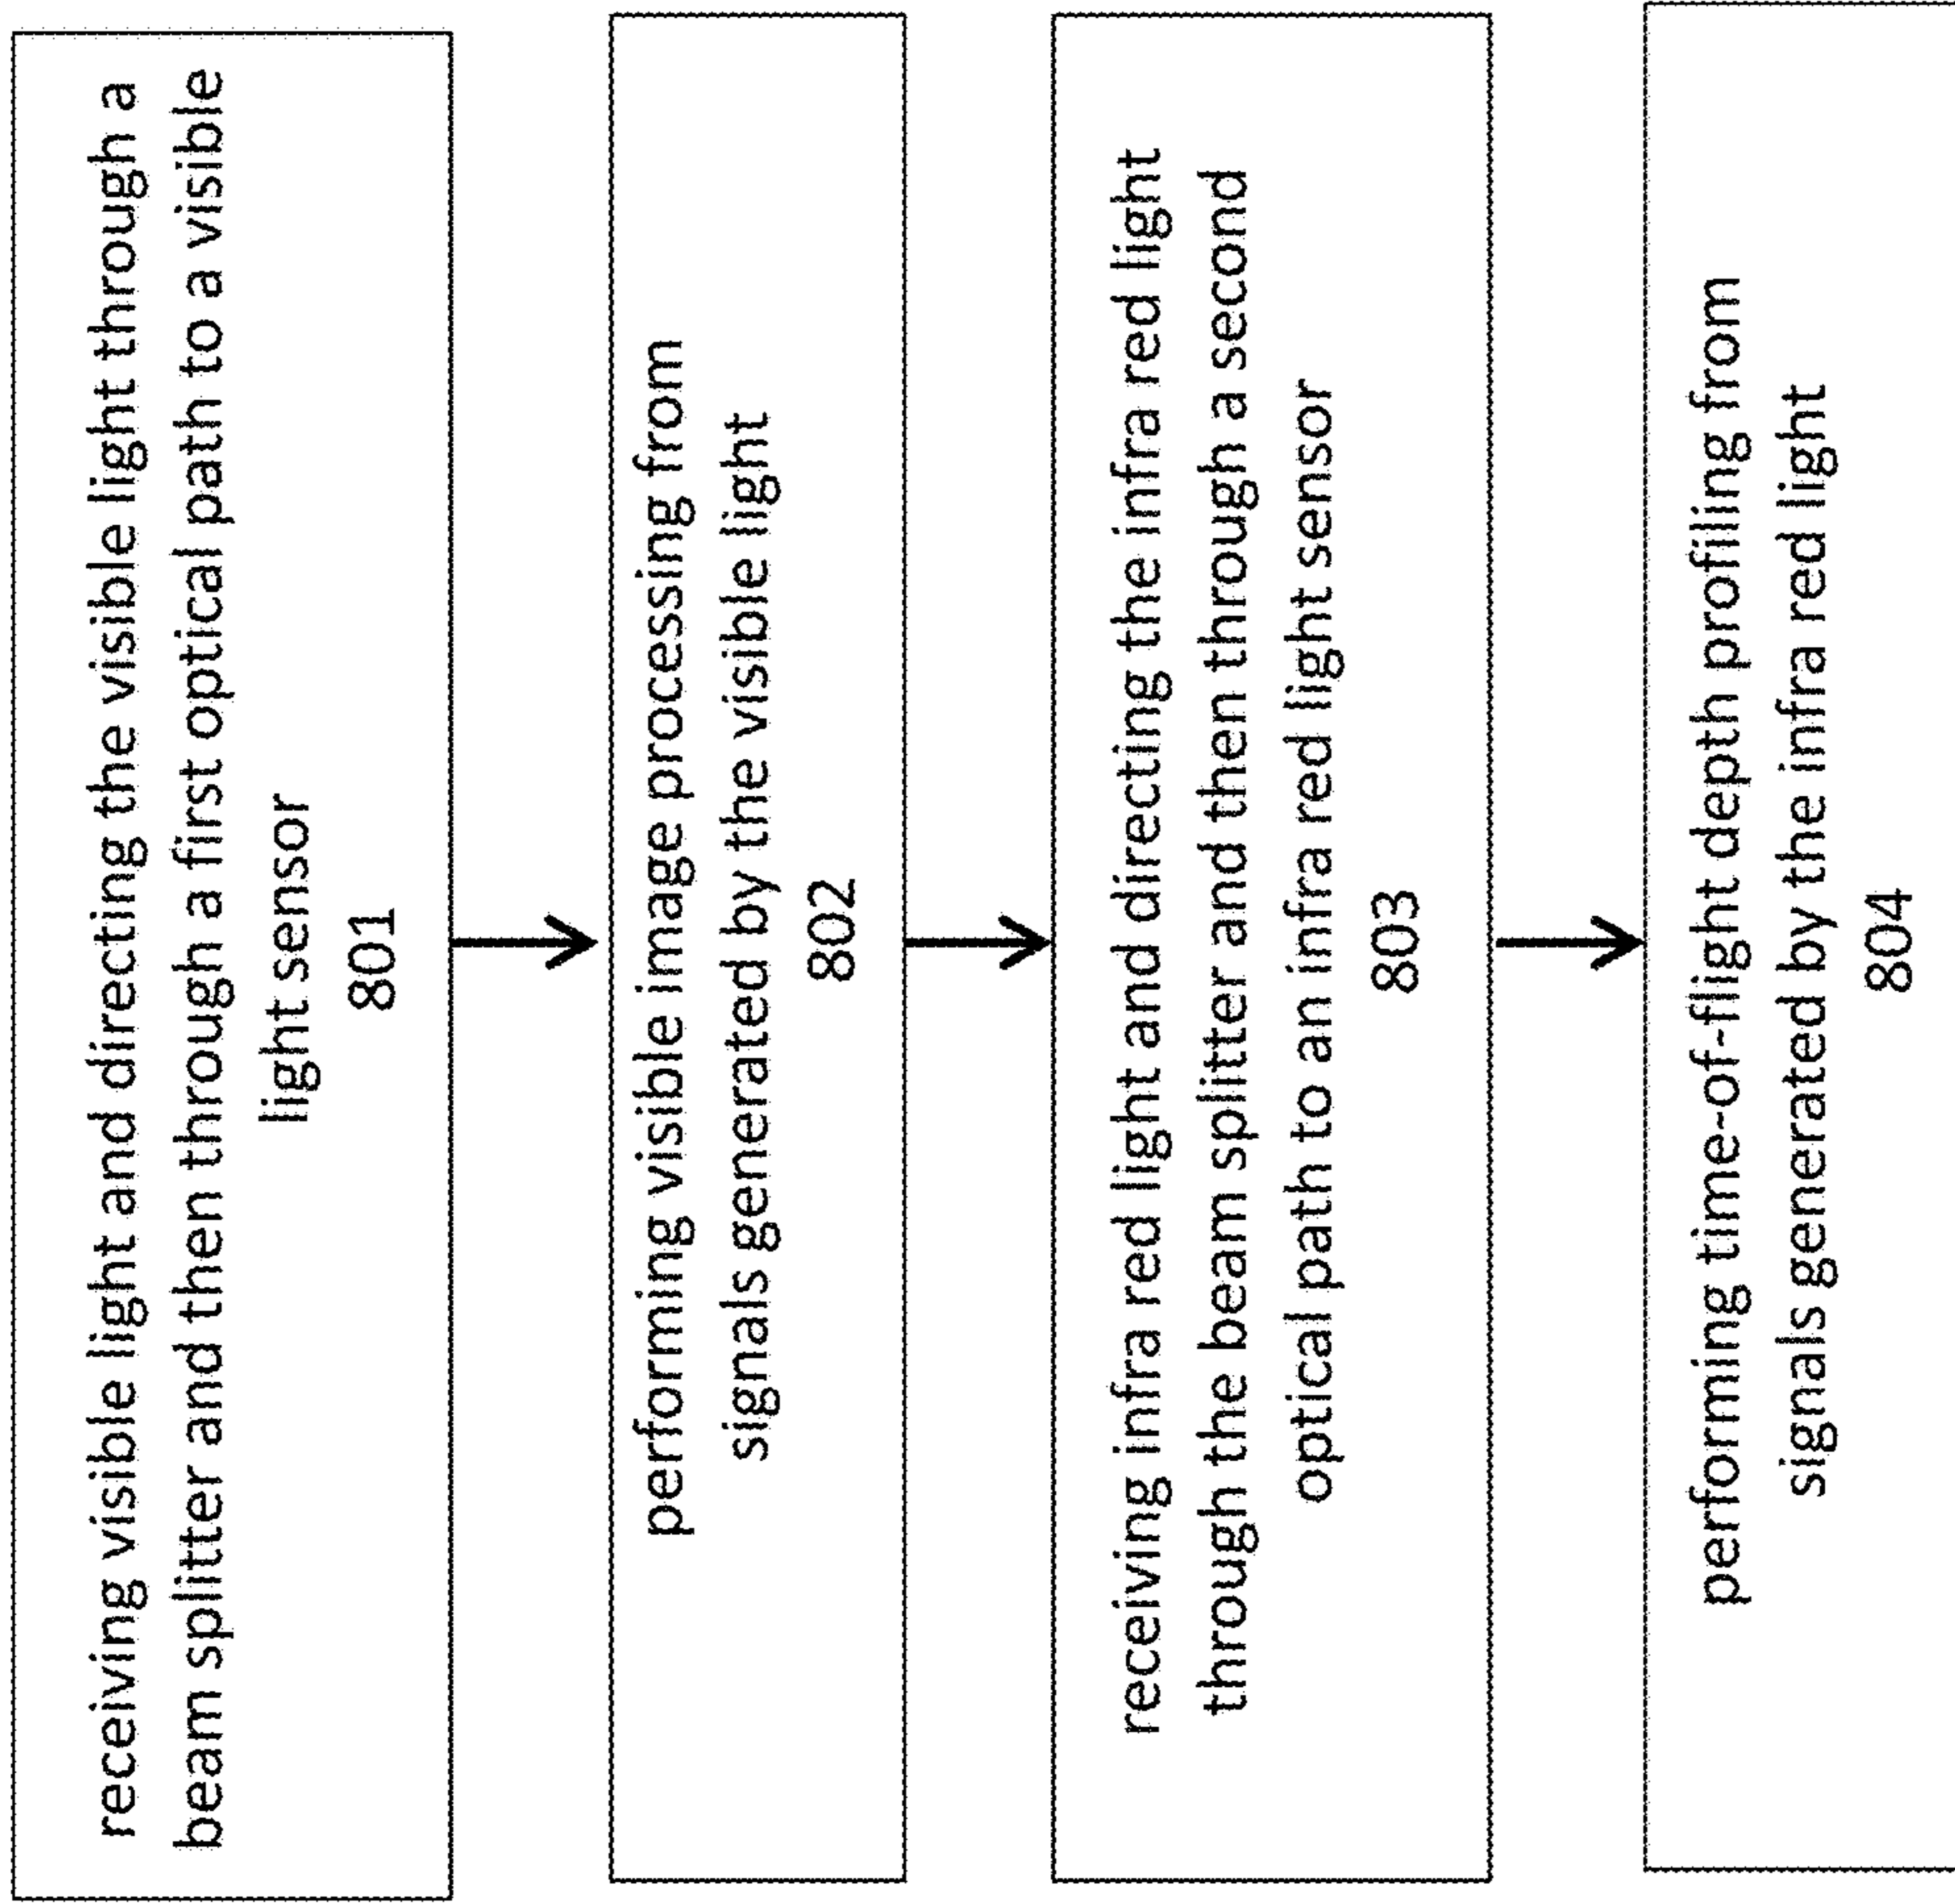 receiving visible light and directing the visible light through a
beam splitter and then through a first optical path to a visible
light sensor
801
performing visible image processing from
signals generated by the visible light
802
receiving infra red light and directing the infra red light
through the beam splitter and then through a second
optical path to an infra red light sensor
803
performing time-of-flight depth profiling from
signals generated by the infra red light
804